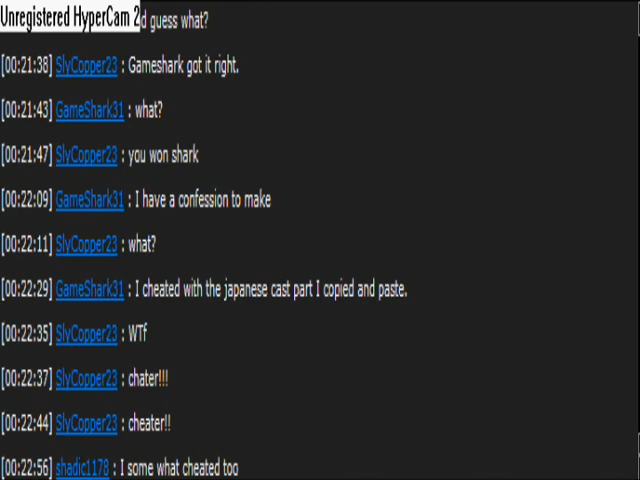 Unregistered HyperCam 2d guess what?
[00:21:38] SlyCopper23 : Gameshark got it right.
[00:21:43] GameShark31 : what?
[00:21:47] SlyCopper23 : you won shark
[00:22:09] GameShark31 : I have a confession to make
[00:22:11] SlyCopper23 : what?
[00:22:29] GameShark31 : I cheated with the japanese cast part I copied and paste.
[00:22:35] SlyCopper23 : WTf
[00:22:37] SlyCopper23 : chater!!!
[00:22:44] SlyCopper23 : cheater!!
[00:22:56] shadic1178 : I some what cheated too